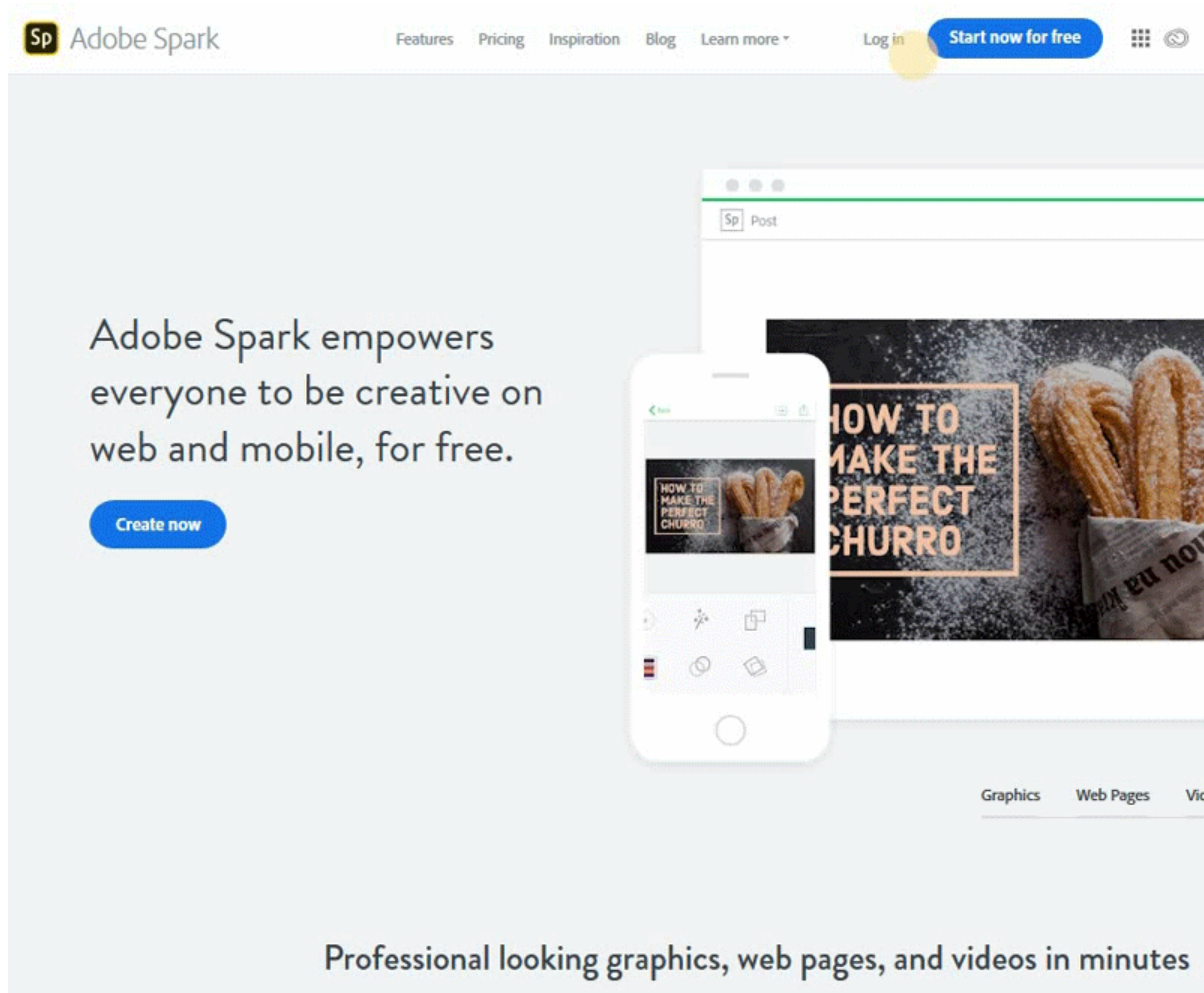 Sp Adobe Spark
Features Pricing Inspiration Blog Learn more Log in Start now for free
Sp Post
Adobe Spark empowers
everyone to be creative on
web and mobile, for free.
Create now
Back
HOW TO
MAKE THE
PERFECT
CHURRO
HOW TO
MAKE THE
PERFECT
CHURRO
Graphics Web Pages
Professional looking graphics, web pages, and videos in minutes